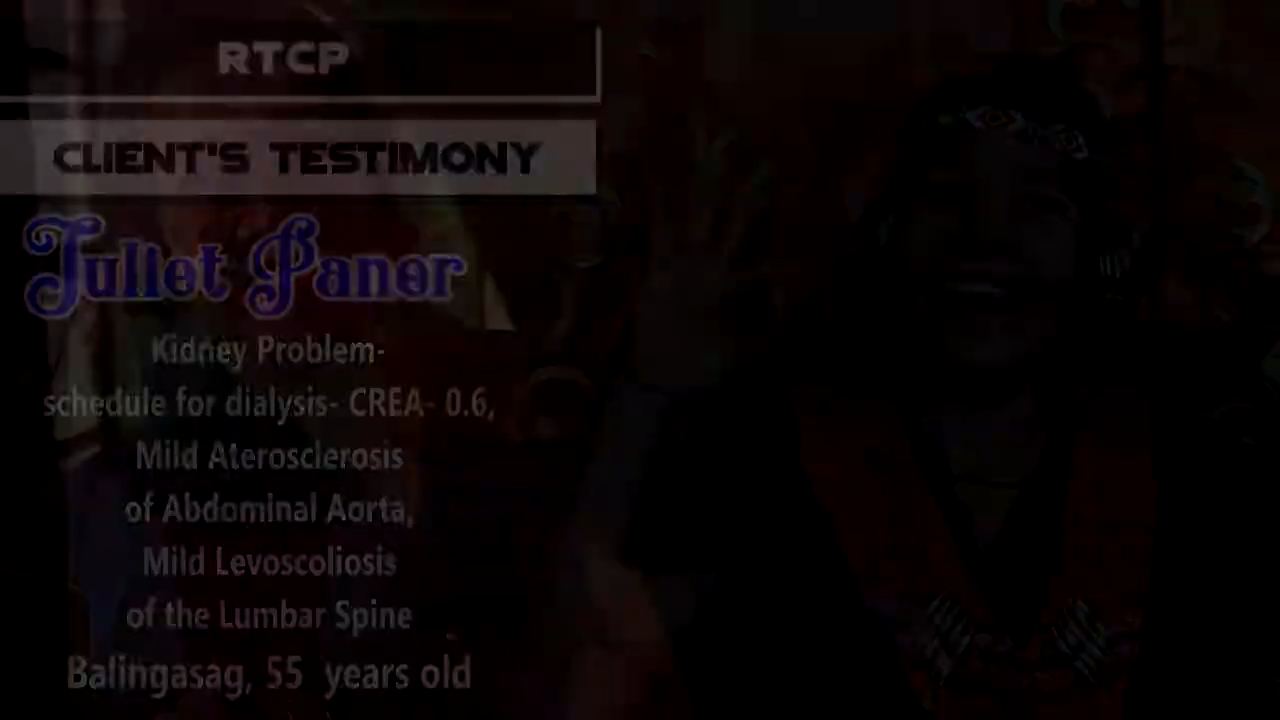 RTCP
CLIENT'S TESTIMONY
Juliet Paner
Kidney Problem-
schedule for dialysis- CREA- 0.6,
Mild Aterosclerosis
of Abdominal Aorta,
Mild Levoscoliosis
of the Lumbar Spine
Balingasag, 55 years old